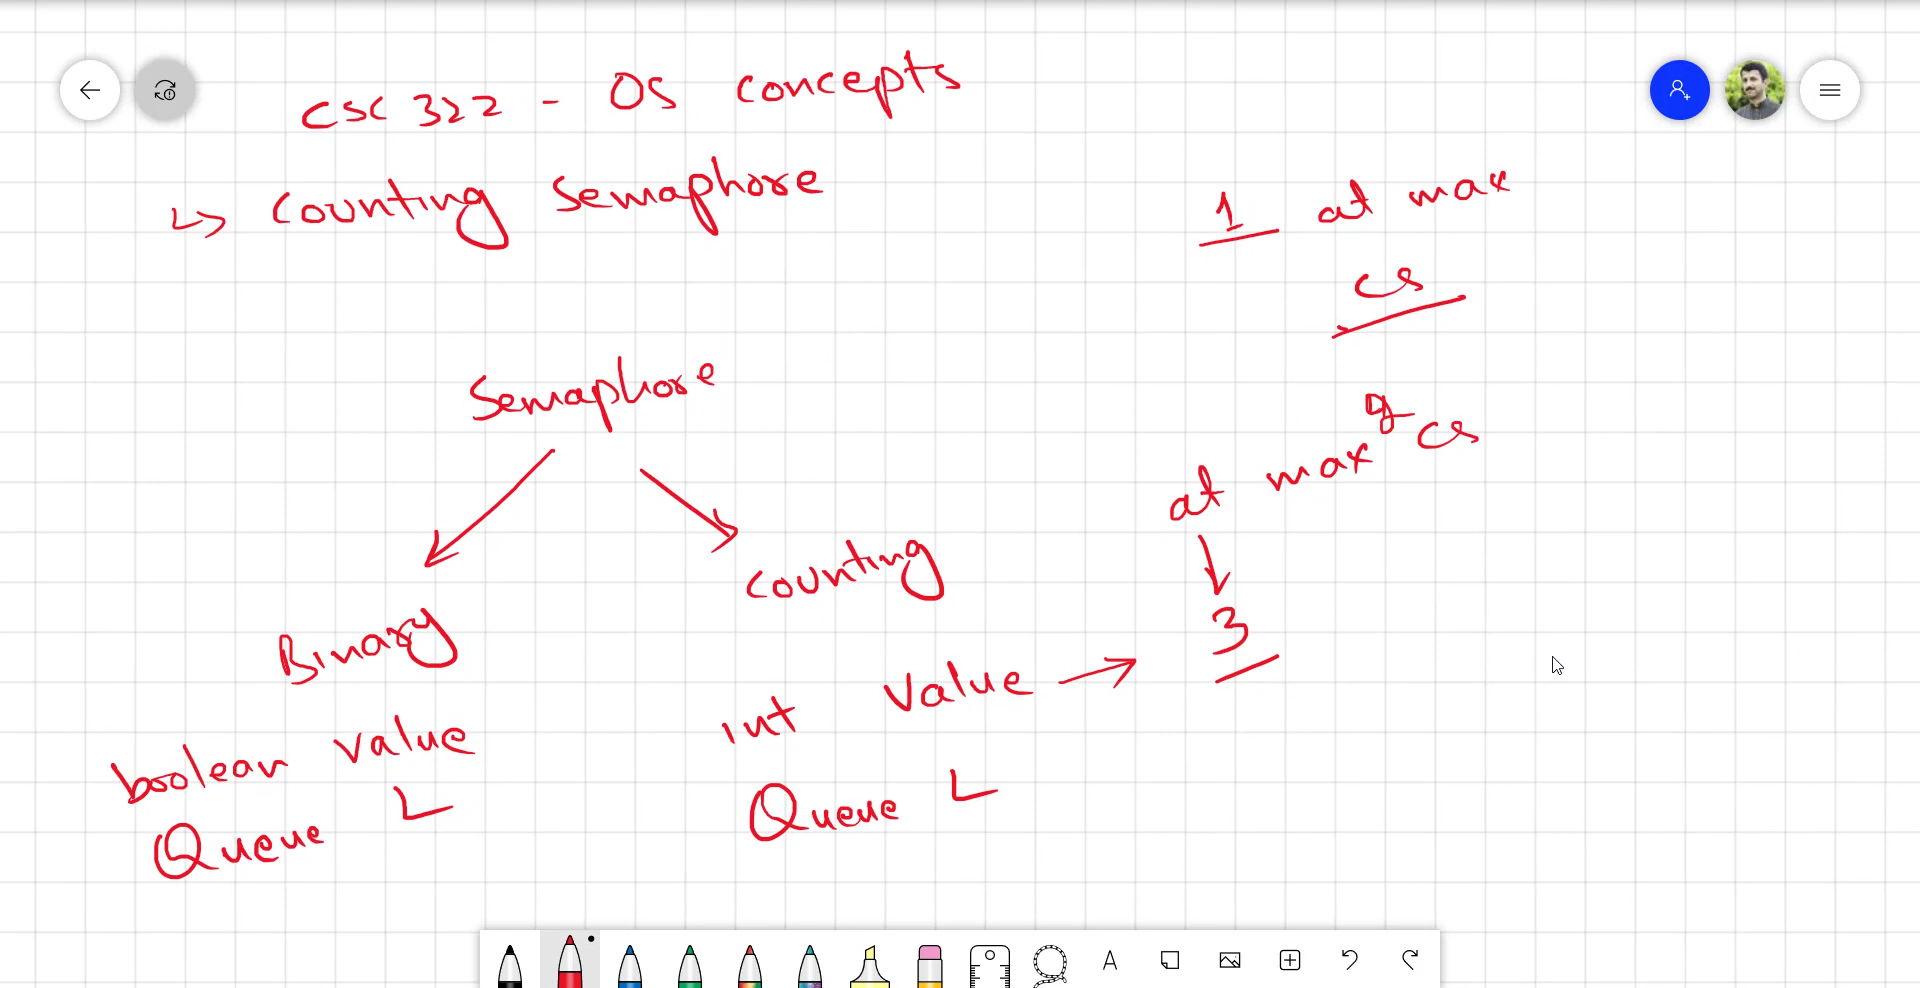 CSC 322 - OS concepts
↳ Counting Semaphore
1 at max
CS
Semaphore
at max CS
3
Binary
Counting
boolean value
Queue L
int value →
Queue L
A